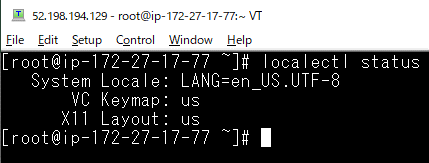 52.198.194.129 - root@ip-172-27-17-77:~ VT
File Edit Setup Control Window Help
[root@ip-172-27-17-77 ~]# localectl status
System Locale: LANG=en_US.UTF-8
VC Keymap: us
X11 Layout: us
[root@ip-172-27-17-77 ~]#